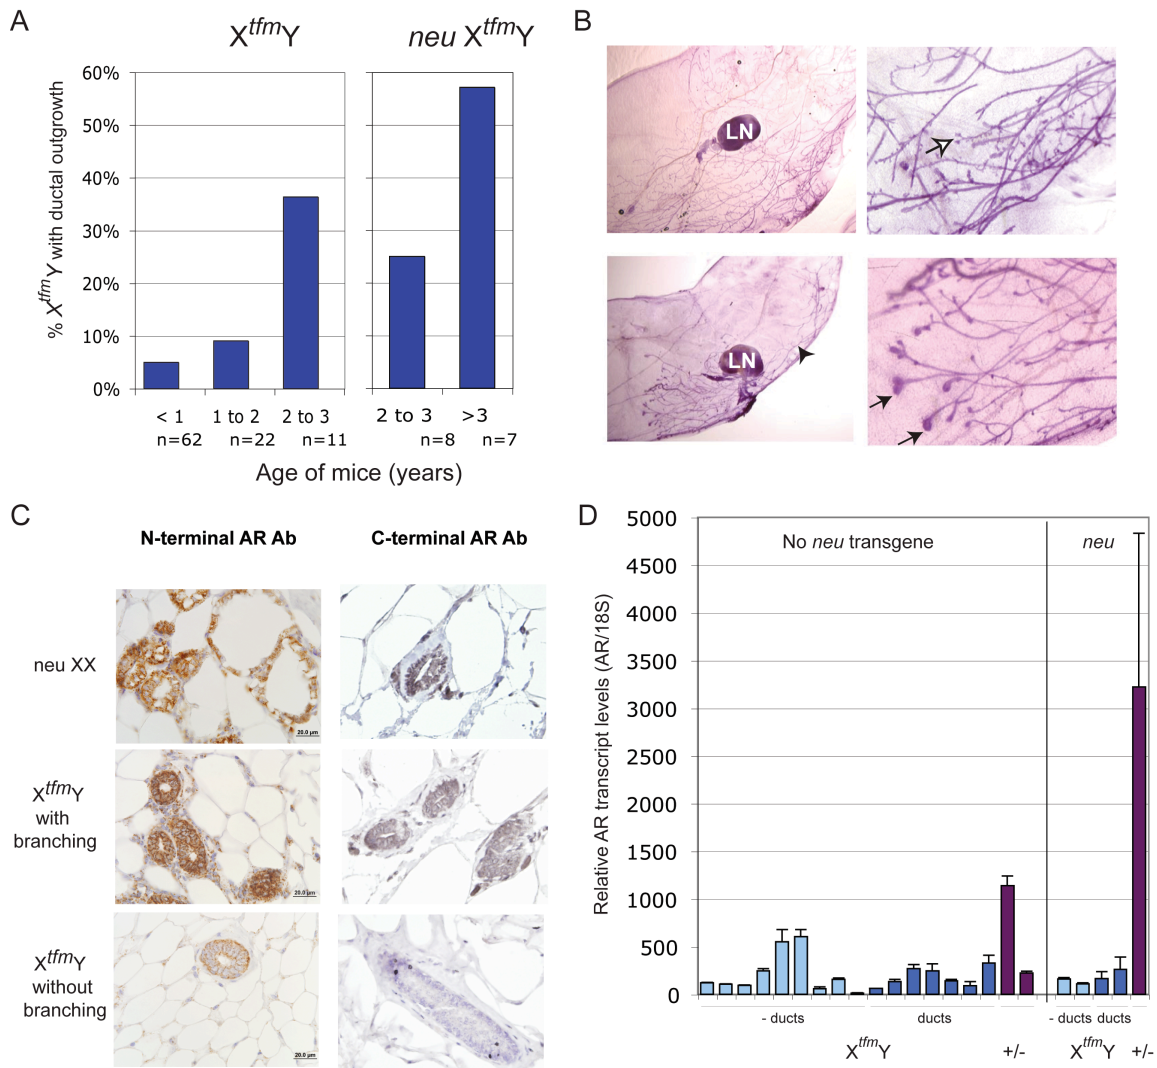 A
X^tfm Y
neu X^tfm Y
% X^tfm Y with ductal outgrowth
60%
50%
40%
30%
20%
10%
0%
< 1
1 to 2
2 to 3
2 to 3
>3
n=62
n=22
n=11
n=8
n=7
Age of mice (years)
B
LN
LN
C
N-terminal AR Ab
C-terminal AR Ab
neu XX
20.0 µm
X^tfm Y
with
branching
20.0 µm
X^tfm Y
without
branching
20.0 µm
D
Relative AR transcript levels (AR/18S)
5000
4500
4000
3500
3000
2500
2000
1500
1000
500
0
No neu transgene
neu
- ducts
ducts
- ducts ducts
X^tfm Y
+/-
X^tfm Y
+/-